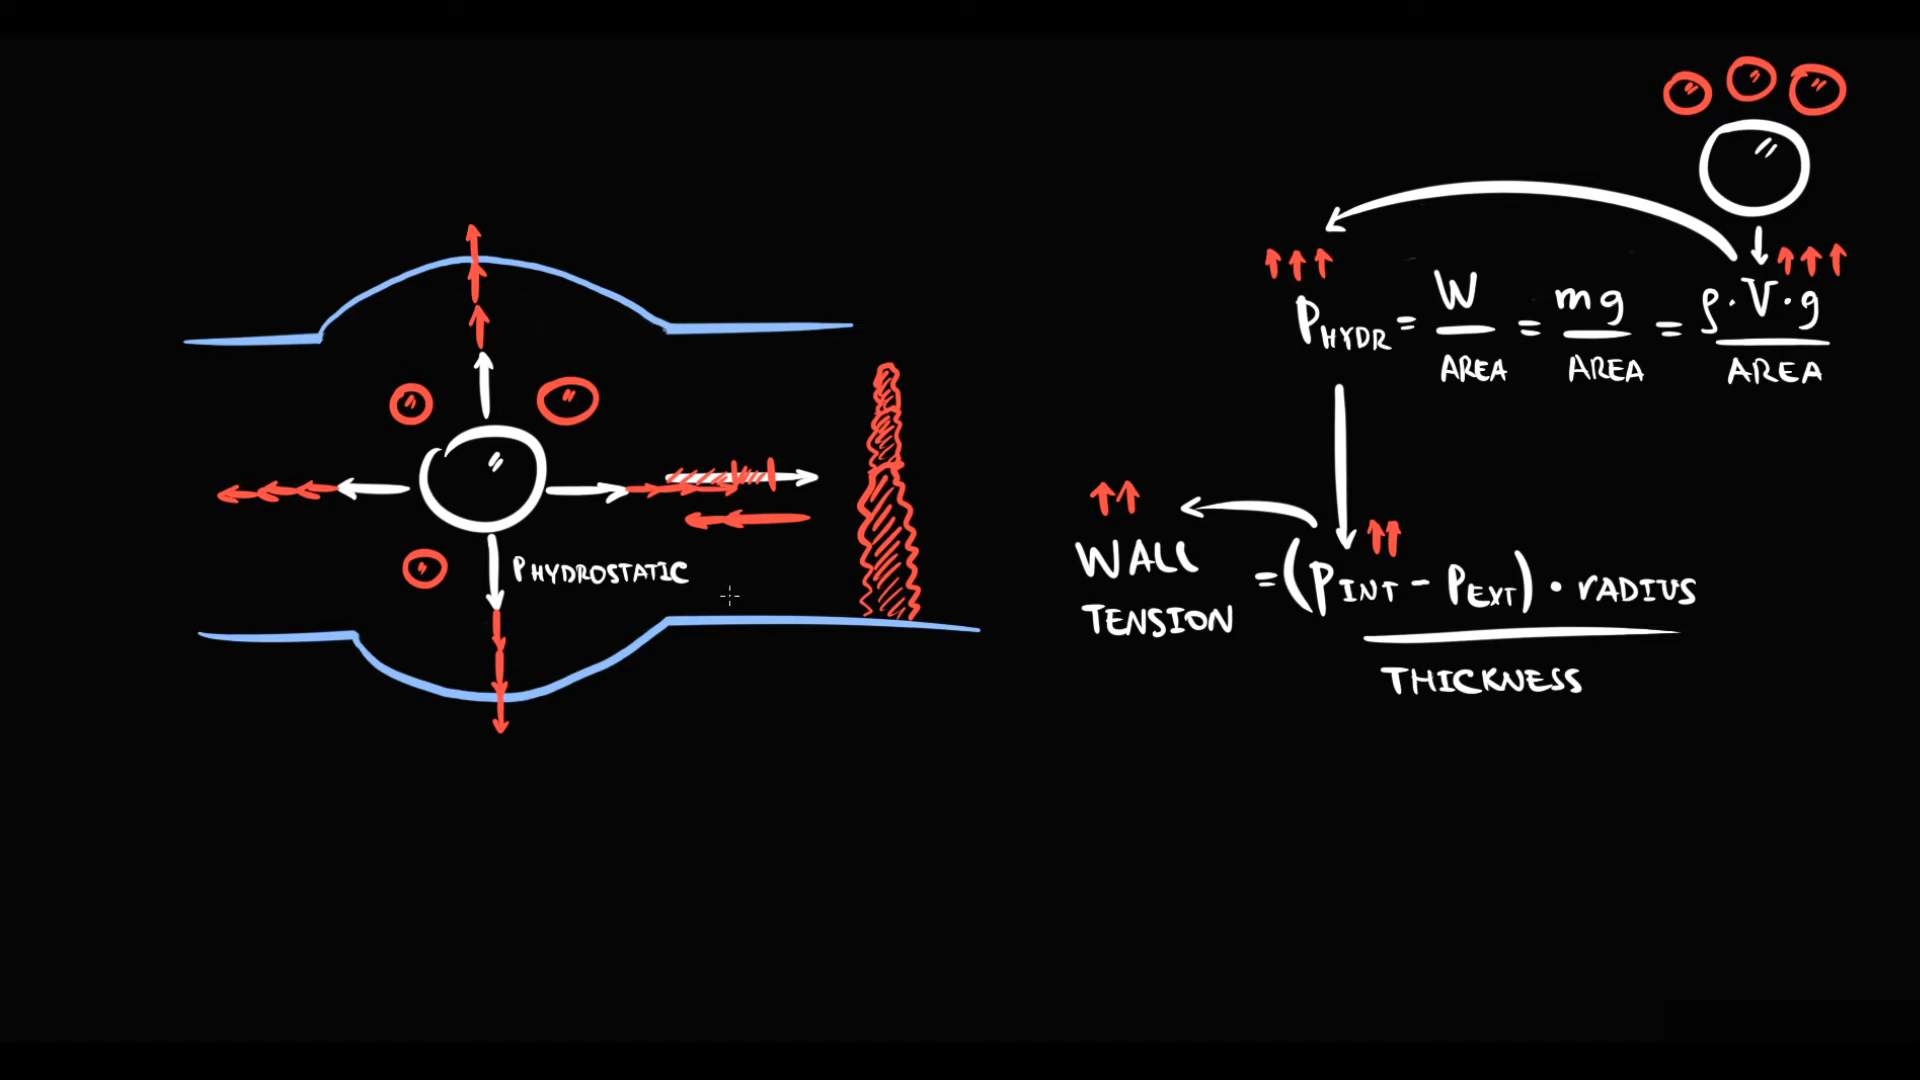 PHYDROSTATIC
PHYDR = W / AREA = mg / AREA = ρ·V·g / AREA
WALL TENSION = (PINT - PEXT) · RADIUS / THICKNESS